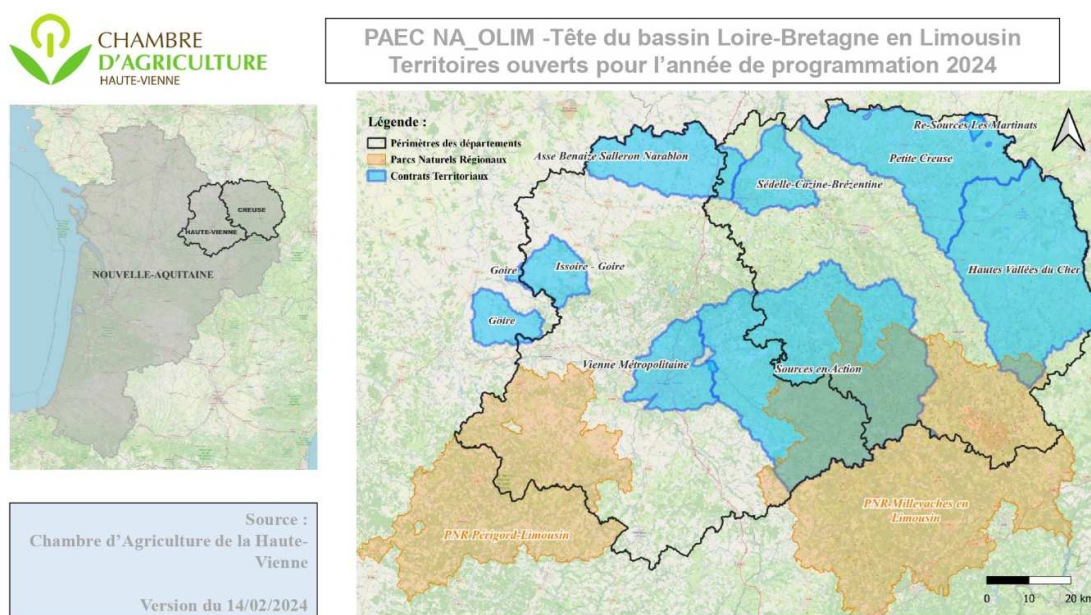 CHAMBRE
D'AGRICULTURE
HAUTE-VIENNE
PAEC NA_OLIM -Tête du bassin Loire-Bretagne en Limousin
Territoires ouverts pour l'année de programmation 2024
CREUSE
HAUTE-VIENNE
NOUVELLE-AQUITAINE
Légende :
Périmètres des départements
Parcs Naturels Régionaux
Contrats Territoriaux
Re-Sources Les Martinats
Asse Benaize Salleron Narablon
Petite Creuse
Sédelle-Cazine-Brézentine
Goire
Issoire - Goire
Hautes Vallées du Cher
Goire
Vienne Métropolitaine
Sources en Action
PNR Millevaches en
Limousin
PNR Périgord-Limousin
0 10 20 km
Source :
Chambre d'Agriculture de la Haute-
Vienne
Version du 14/02/2024